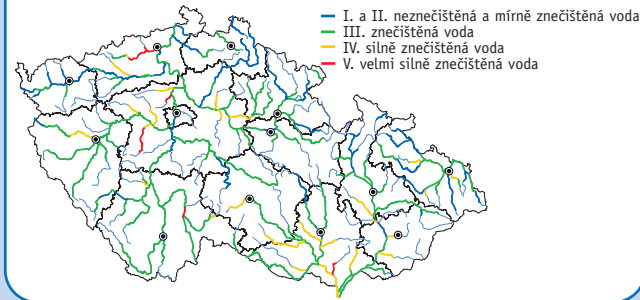 I. a II. neznečištěná a mírně znečištěná voda
III. znečištěná voda
IV. silně znečištěná voda
V. velmi silně znečištěná voda